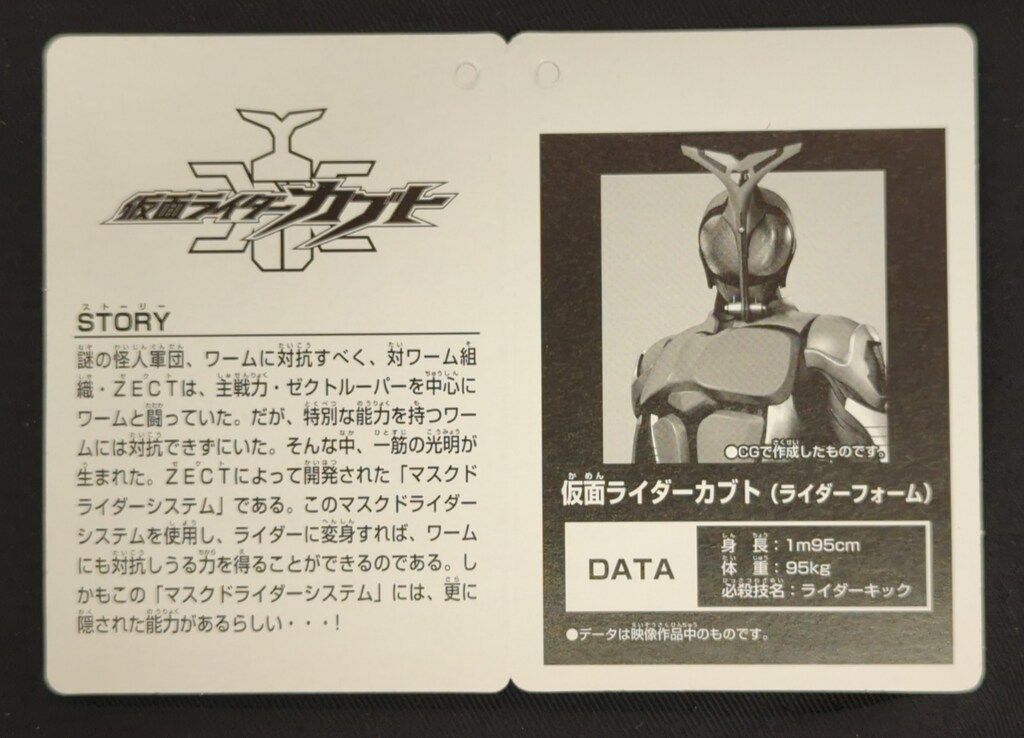 仮面ライダーカブト
ストーリー
STORY
謎の怪人軍団、ワームに対抗すべく、対ワーム組
織・ZECTは、主戦力・ゼクトルーパーを中心に
ワームと闘っていた。だが、特別な能力を持つワー
ムには対抗できずにいた。そんな中、一筋の光明が
生まれた。ZECTによって開発された「マスクド
ライダーシステム」である。このマスクドライダー
システムを使用し、ライダーに変身すれば、ワーム
にも対抗しうる力を得ることができるのである。し
かもこの「マスクドライダーシステム」には、更に
隠された能力があるらしい・・・!
●CGで作成したものです。
仮面ライダーカブト(ライダーフォーム)
DATA
身長:1m95cm
体重:95kg
必殺技名:ライダーキック
●データは映像作品中のものです。